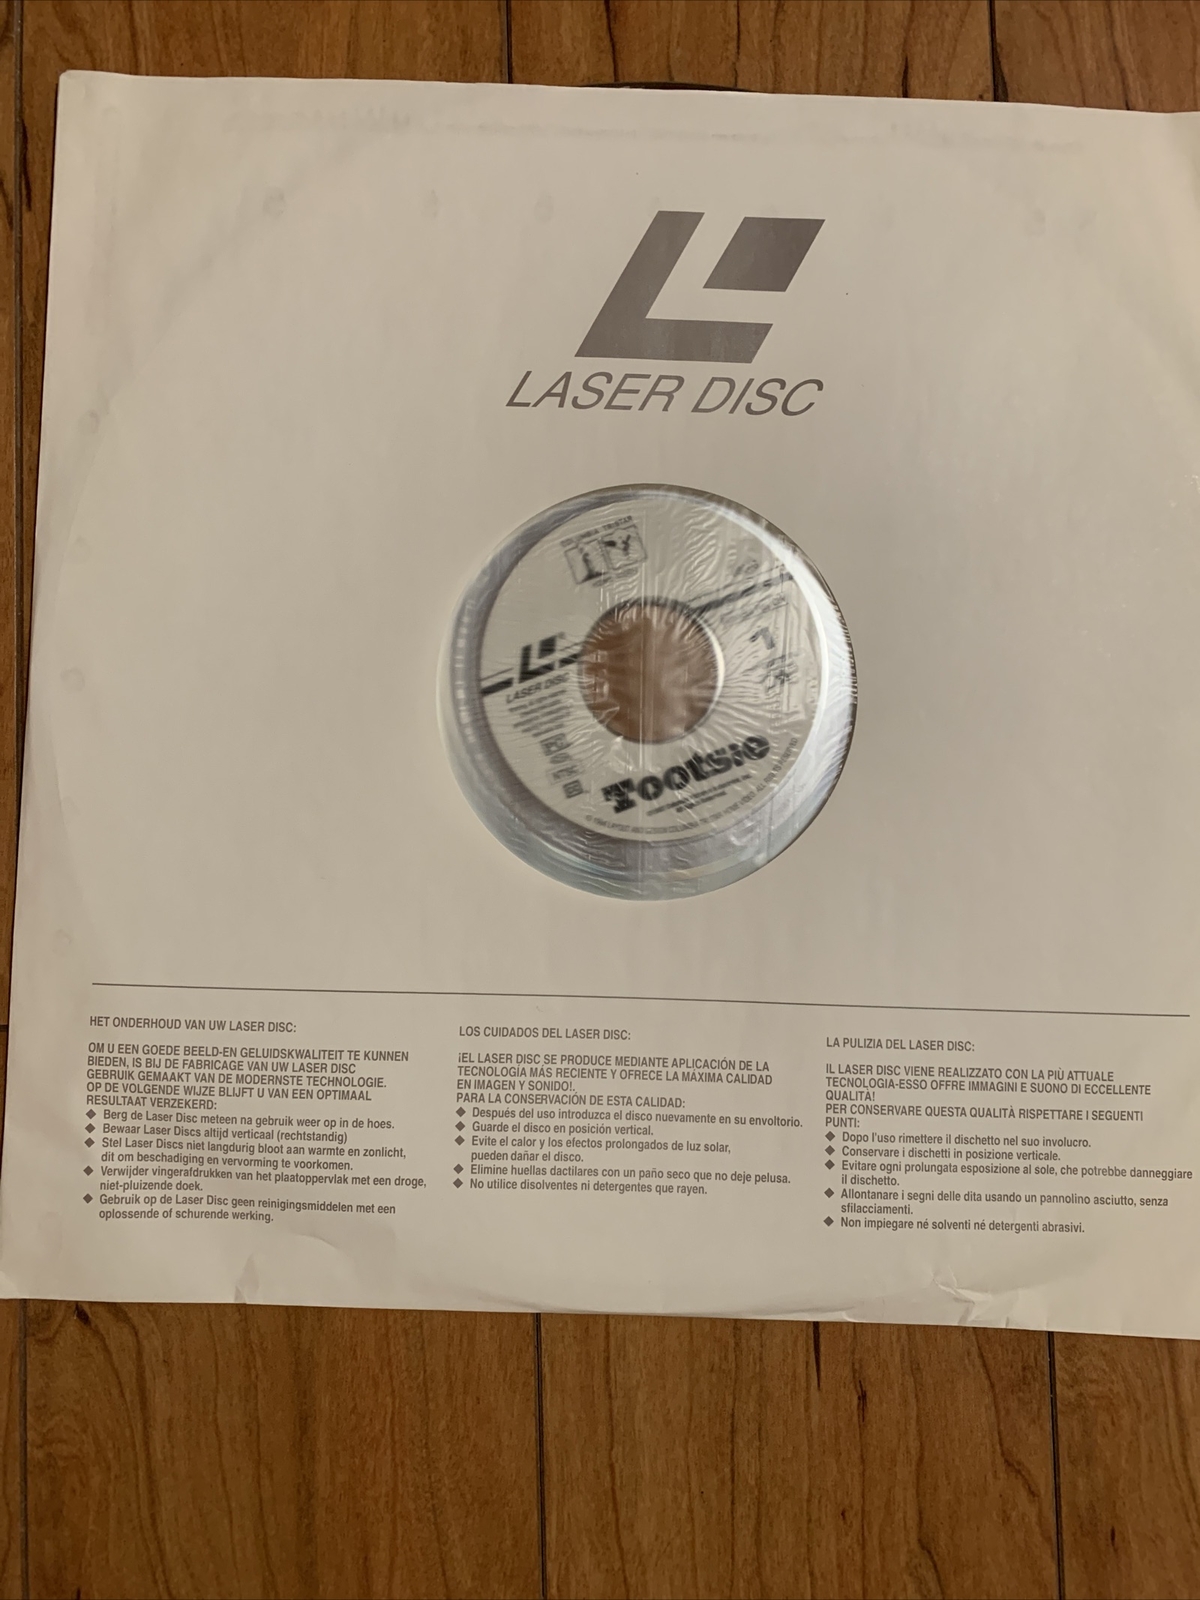 LASER DISC
COLUMBIA TRISTAR
1
LASER DISC
Tootsie
HET ONDERHOUD VAN UW LASER DISC:
OM U EEN GOEDE BEELD-EN GELUIDSKWALITEIT TE KUNNEN
BIEDEN, IS BIJ DE FABRICAGE VAN UW LASER DISC
GEBRUIK GEMAAKT VAN DE MODERNSTE TECHNOLOGIE.
OP DE VOLGENDE WIJZE BLIJFT U VAN EEN OPTIMAAL
RESULTAAT VERZEKERD:
◆ Berg de Laser Disc meteen na gebruik weer op in de hoes.
◆ Bewaar Laser Discs altijd verticaal (rechtstandig)
◆ Stel Laser Discs niet langdurig bloot aan warmte en zonlicht,
dit om beschadiging en vervorming te voorkomen.
◆ Verwijder vingerafdrukken van het plaatoppervlak met een droge,
niet-pluizende doek.
◆ Gebruik op de Laser Disc geen reinigingsmiddelen met een
oplossende of schurende werking.
LOS CUIDADOS DEL LASER DISC:
¡EL LASER DISC SE PRODUCE MEDIANTE APLICACIÓN DE LA
TECNOLOGÍA MÁS RECIENTE Y OFRECE LA MÁXIMA CALIDAD
EN IMAGEN Y SONIDO!.
PARA LA CONSERVACIÓN DE ESTA CALIDAD:
◆ Después del uso introduzca el disco nuevamente en su envoltorio.
◆ Guarde el disco en posición vertical.
◆ Evite el calor y los efectos prolongados de luz solar,
pueden dañar el disco.
◆ Elimine huellas dactilares con un paño seco que no deje pelusa.
◆ No utilice disolventes ni detergentes que rayen.
LA PULIZIA DEL LASER DISC:
IL LASER DISC VIENE REALIZZATO CON LA PIÙ ATTUALE
TECNOLOGIA-ESSO OFFRE IMMAGINI E SUONO DI ECCELLENTE
QUALITÀ!
PER CONSERVARE QUESTA QUALITÀ RISPETTARE I SEGUENTI
PUNTI:
◆ Dopo l'uso rimettere il dischetto nel suo involucro.
◆ Conservare i dischetti in posizione verticale.
◆ Evitare ogni prolungata esposizione al sole, che potrebbe danneggiare
il dischetto.
◆ Allontanare i segni delle dita usando un pannolino asciutto, senza
sfilacciamenti.
◆ Non impiegare né solventi né detergenti abrasivi.